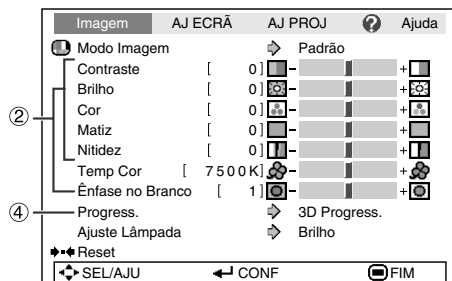 Imagem AJ ECRÃ AJ PROJ ? Ajuda
Modo Imagem Padrão
Contraste [ 0] - +
② Brilho [ 0] - +
Cor [ 0] - +
Matiz [ 0] - +
Nitidez [ 0] - +
Temp Cor [ 7500K] - +
Ênfase no Branco [ 1] - +
④ Progress. 3D Progress.
Ajuste Lâmpada Brilho
Reset
SEL/AJU CONF FIM